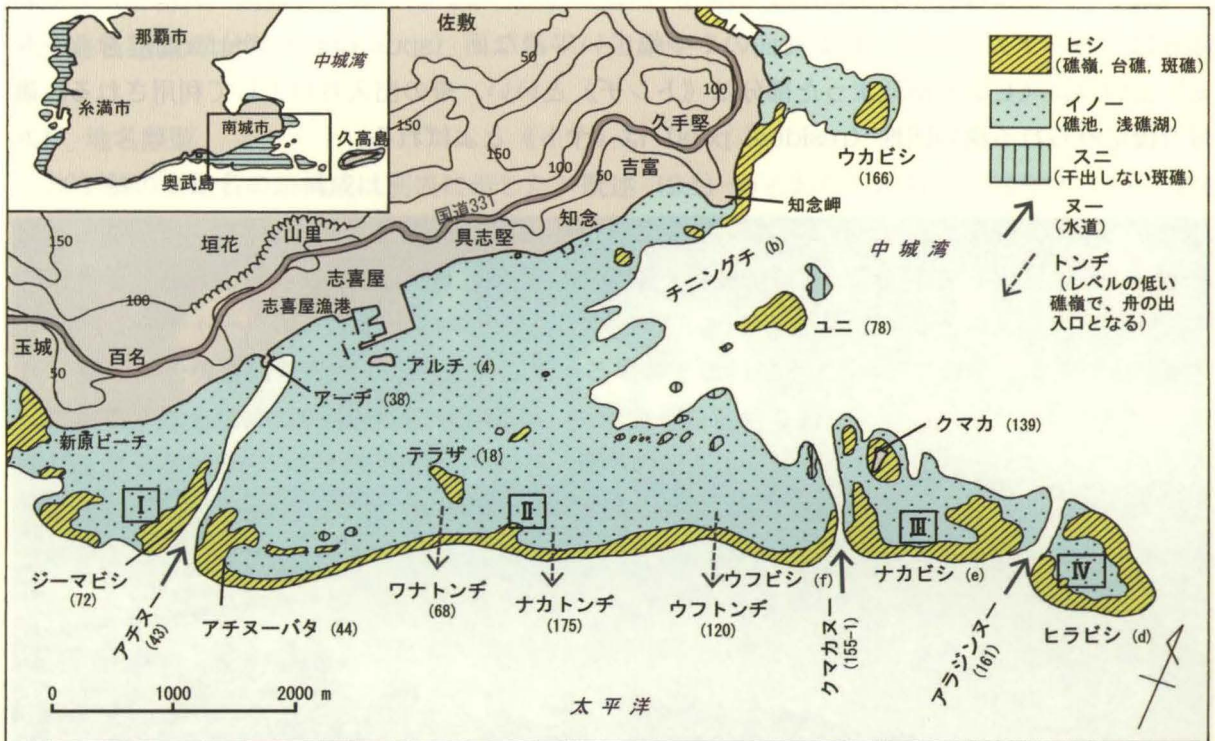 那覇市
中城湾
糸満市
南城市
久高島
奥武島
佐敷
50
50
100
150
久手堅
150
100
吉富
50
ウカビシ
(166)
知念岬
ヒシ
(礁嶺, 台礁, 斑礁)
イノー
(礁池, 浅礁湖)
スニ
(干出しない斑礁)
ヌー
(水道)
トンヂ
(レベルの低い
礁嶺で、舟の出
入口となる)
中城湾
国道331
知念
具志堅
山里
垣花
150
100
志喜屋
志喜屋漁港
チニングチ (h)
ユニ (78)
玉城
50
百名
アルチ (4)
アーヂ (38)
新原ビーチ
テラザ
(18)
クマカ (139)
Ⅰ
Ⅱ
Ⅲ
Ⅳ
ジーマビシ
(72)
アチヌー
(43)
アチヌーバタ (44)
ワナトンヂ
(68)
ナカトンヂ
(175)
ウフビシ (f)
ウフトンヂ
(120)
クマカヌー
(155-1)
ナカビシ (e)
アラジンヌー
(161)
ヒラビシ (d)
0 1000 2000 m
太平洋